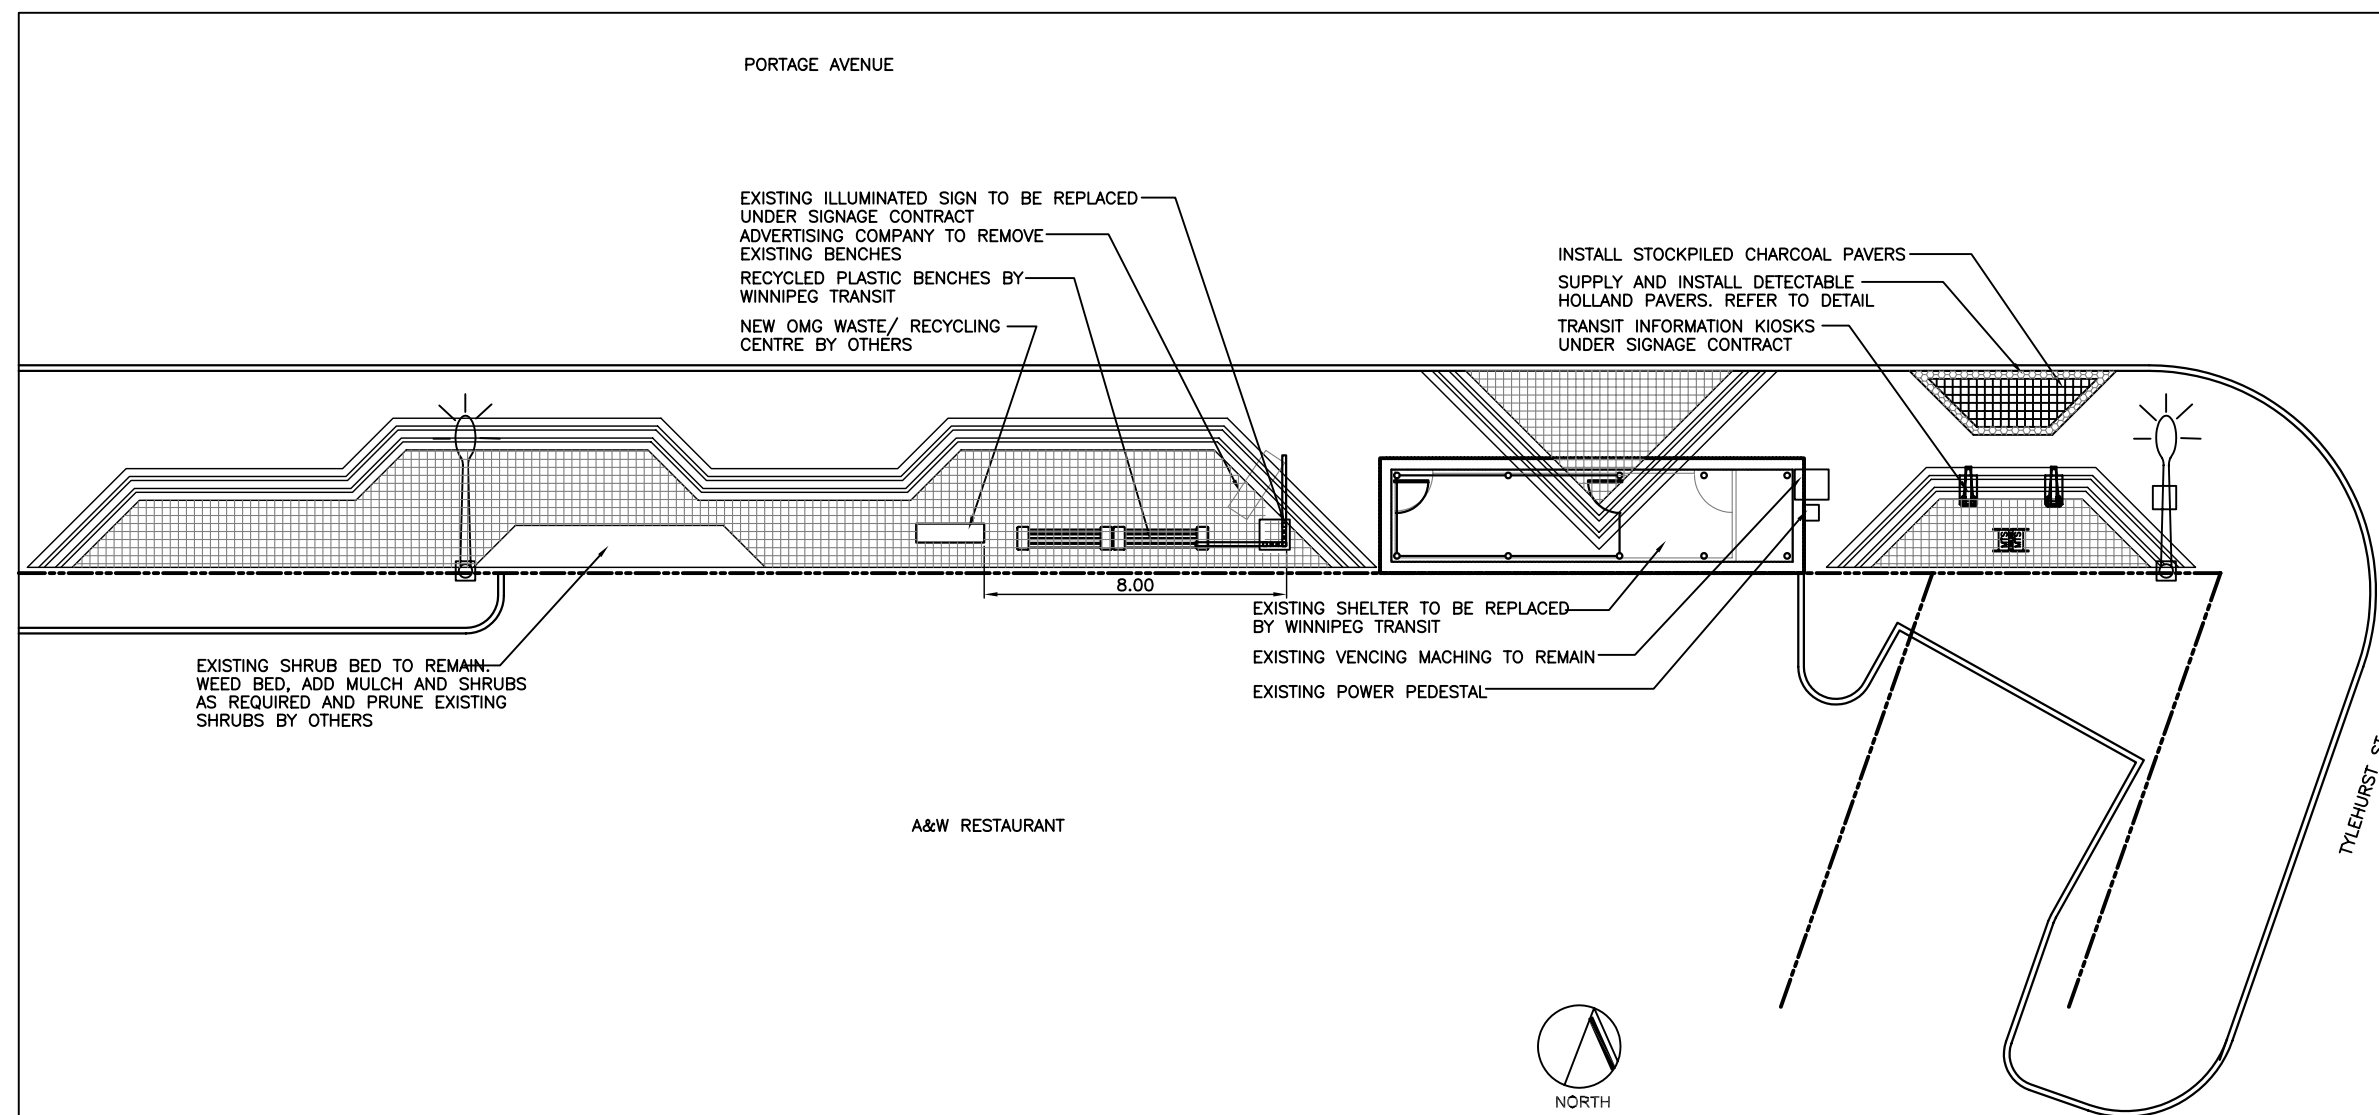 PORTAGE AVENUE
EXISTING ILLUMINATED SIGN TO BE REPLACED
UNDER SIGNAGE CONTRACT
ADVERTISING COMPANY TO REMOVE
EXISTING BENCHES
RECYCLED PLASTIC BENCHES BY
WINNIPEG TRANSIT
NEW OMG WASTE/ RECYCLING
CENTRE BY OTHERS
INSTALL STOCKPILED CHARCOAL PAVERS
SUPPLY AND INSTALL DETECTABLE
HOLLAND PAVERS. REFER TO DETAIL
TRANSIT INFORMATION KIOSKS
UNDER SIGNAGE CONTRACT
8.00
EXISTING SHELTER TO BE REPLACED
BY WINNIPEG TRANSIT
EXISTING VENCING MACHING TO REMAIN
EXISTING POWER PEDESTAL
EXISTING SHRUB BED TO REMAIN.
WEED BED, ADD MULCH AND SHRUBS
AS REQUIRED AND PRUNE EXISTING
SHRUBS BY OTHERS
A&W RESTAURANT
TYLEHURST ST
NORTH